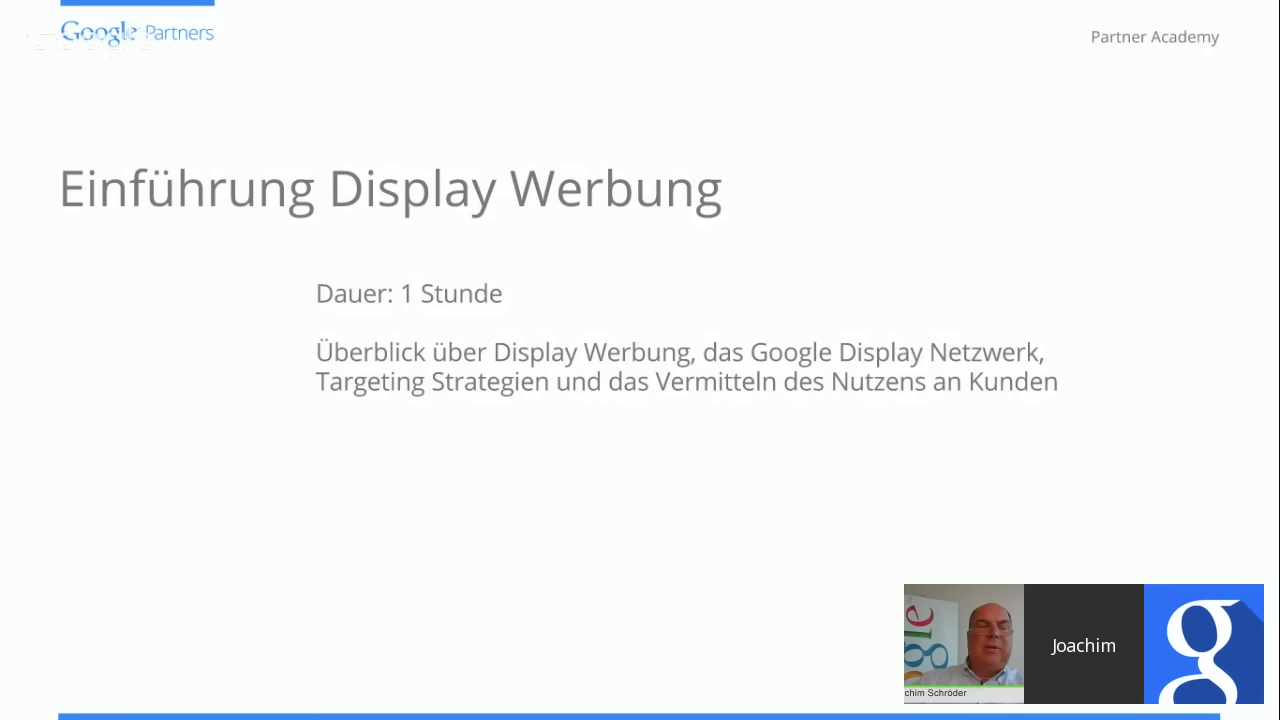 Google Partners
Partner Academy
Einführung Display Werbung
Dauer: 1 Stunde
Überblick über Display Werbung, das Google Display Netzwerk,
Targeting Strategien und das Vermitteln des Nutzens an Kunden
Joachim
chim Schröder